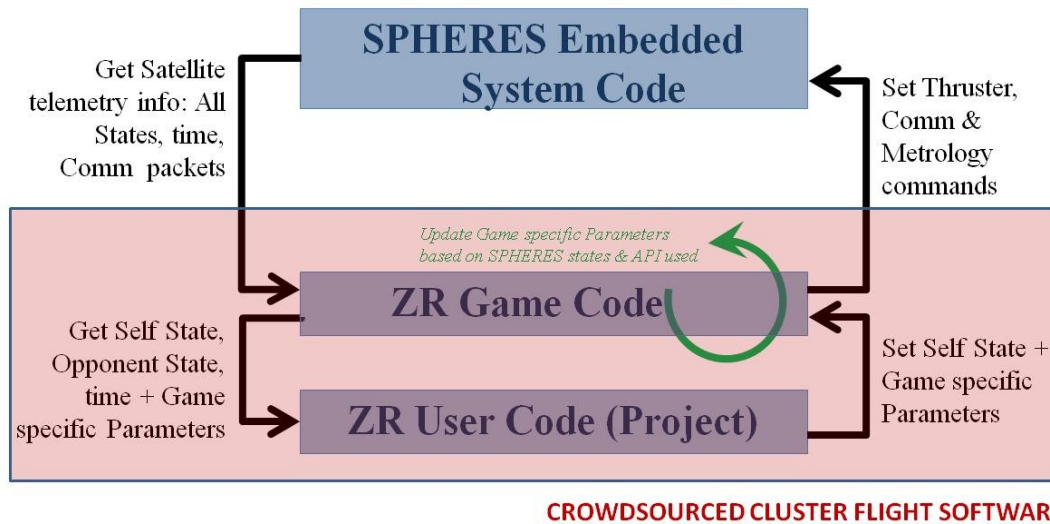 SPHERES Embedded
System Code
Get Satellite
telemetry info: All
States, time,
Comm packets
Set Thruster,
Comm &
Metrology
commands
Update Game specific Parameters
based on SPHERES states & API used
ZR Game Code
Get Self State,
Opponent State,
time + Game
specific Parameters
Set Self State +
Game specific
Parameters
ZR User Code (Project)
CROWDSOURCED CLUSTER FLIGHT SOFTWAR